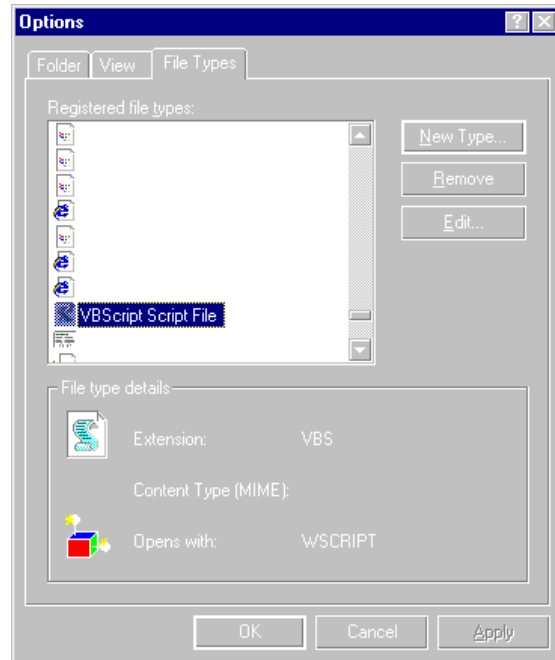 Options
Folder View File Types
Registered file types:
New Type...
Remove
Edit...
VBScript Script File
File type details
Extension: VBS
Content Type (MIME):
Opens with: WSCRIPT
OK Cancel Apply